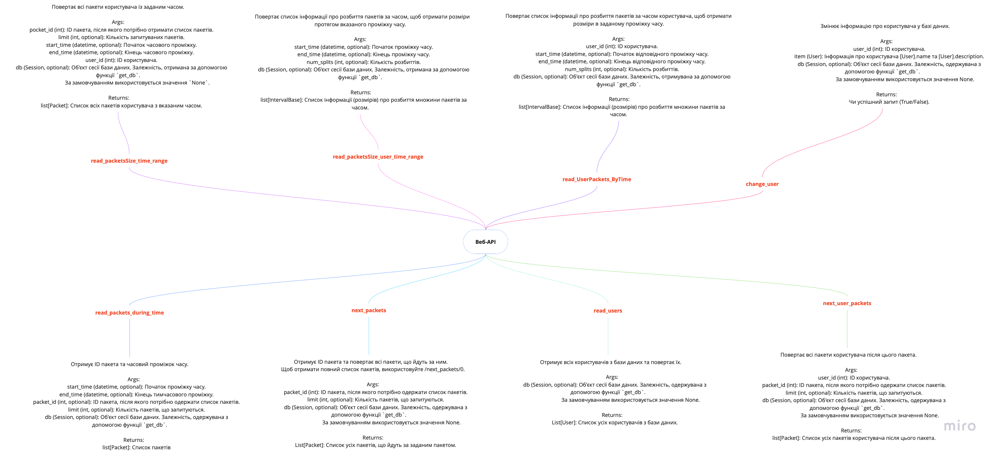 Повертає всі пакети користувача із заданим часом.
Args:
pocket_id (int): ID пакета, після якого потрібно отримати список пакетів.
limit (int, optional): Кількість запитуваних пакетів.
start_time (datetime, optional): Початок часового проміжку.
end_time (datetime, optional): Кінець часового проміжку.
user_id (int): ID користувача.
db (Session, optional): Об'єкт сесії бази даних. Залежність, отримана за допомогою
функції `get_db`.
За замовчуванням використовується значення `None`.
Returns:
list[Packet]: Список всіх пакетів користувача з вказаним часом.
read_packetsSize_time_range
Повертає список інформації про розбиття пакетів за часом, щоб отримати розміри
протягом вказаного проміжку часу.
Args:
start_time (datetime, optional): Початок проміжку часу.
end_time (datetime, optional): Кінець проміжку часу.
num_splits (int, optional): Кількість розбиттів.
db (Session, optional): Об'єкт сесії бази даних. Залежність, отримана за допомогою
функції `get_db`.
Returns:
list[IntervalBase]: Список інформації (розмірів) про розбиття множини пакетів за
часом.
read_packetsSize_user_time_range
Повертає список інформації про розбиття пакетів за часом користувача, щоб отримати
розміри в заданому проміжку часу.
Args:
user_id (int): ID користувача.
start_time (datetime, optional): Початок відповідного проміжку часу.
end_time (datetime, optional): Кінець відповідного проміжку часу.
num_splits (int, optional): Кількість розбиттів.
db (Session, optional): Об'єкт сесії бази даних. Залежність, отримувана за допомогою
функції `get_db`.
Returns:
list[IntervalBase]: Список інформації (розмірів) про розбиття множини пакетів за
часом.
read_UserPackets_ByTime
Змінює інформацію про користувача у базі даних.
Args:
user_id (int): ID користувача.
item (User): Інформація про користувача [User].name та [User].description.
db (Session, optional): Об'єкт сесії бази даних. Залежність, одержувана з
допомогою функції `get_db`.
За замовчуванням використовується значення None.
Returns:
Чи успішний запит (True/False).
change_user
Веб-API
read_packets_during_time
Отримує ID пакета та часовий проміжок часу.
Args:
start_time (datetime, optional): Початок проміжку часу.
end_time (datetime, optional): Кінець тимчасового проміжку.
packet_id (int, optional): ID пакета, після якого потрібно одержати список пакетів.
limit (int, optional): Кількість пакетів, що запитуються.
db (Session, optional): Об'єкт сесії бази даних. Залежність, одержувана з
допомогою функції `get_db`.
Returns:
list[Packet]: Список пакетів
next_packets
Отримує ID пакета та повертає всі пакети, що йдуть за ним.
Щоб отримати повний список пакетів, використовуйте /next_packets/0.
Args:
packet_id (int): ID пакета, після якого потрібно одержати список пакетів.
limit (int, optional): Кількість пакетів, що запитуються.
db (Session, optional): Об'єкт сесії бази даних. Залежність, одержувана з
допомогою функції `get_db`.
За замовчуванням використовується значення None.
Returns:
List[Packet]: Список усіх пакетів, що йдуть за заданим пакетом.
read_users
Отримує всіх користувачів з бази даних та повертає їх.
Args:
db (Session, optional): Об'єкт сесії бази даних. Залежність, одержувана з
допомогою функції `get_db`.
За замовчуванням використовується значення None.
Returns:
List[User]: Список усіх користувачів з бази даних.
next_user_packets
Повертає всі пакети користувача після цього пакета.
Args:
user_id (int): ID користувача.
packet_id (int): ID пакета, після якого потрібно одержати список пакетів.
limit (int, optional): Кількість пакетів, що запитуються.
db (Session, optional): Об'єкт сесії бази даних. Залежність, одержувана з
допомогою функції `get_db`.
За замовчуванням використовується значення None.
Returns:
list[Packet]: Список усіх пакетів користувача після цього пакета.
miro